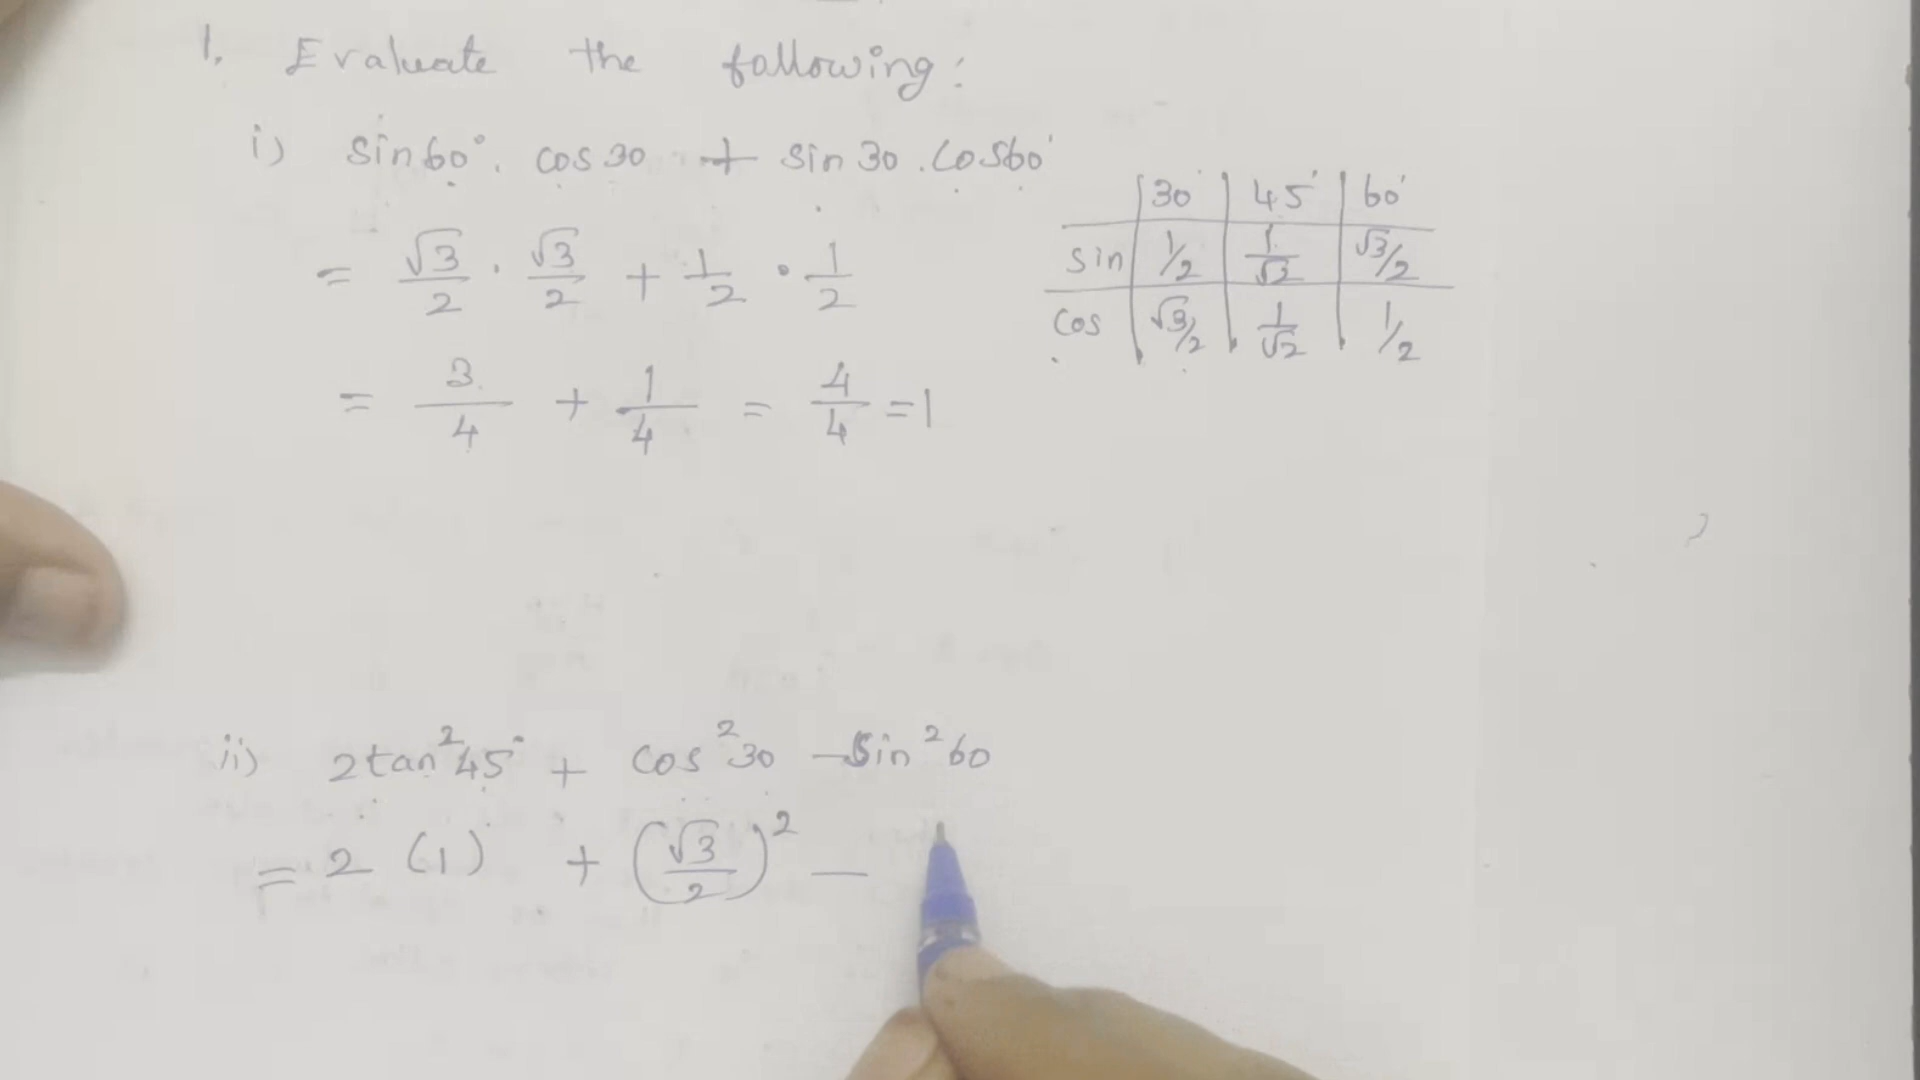 1. Evaluate the fallowing:
i) sin60°. cos30 + sin30.cos60°
= √3/2 . √3/2 + 1/2 . 1/2
= 3/4 + 1/4 = 4/4 = 1
30° 45° 60°
sin 1/2 1/√2 √3/2
cos √3/2 1/√2 1/2
ii) 2tan²45° + cos²30 - sin²60
= 2 (1) + (√3/2)² -